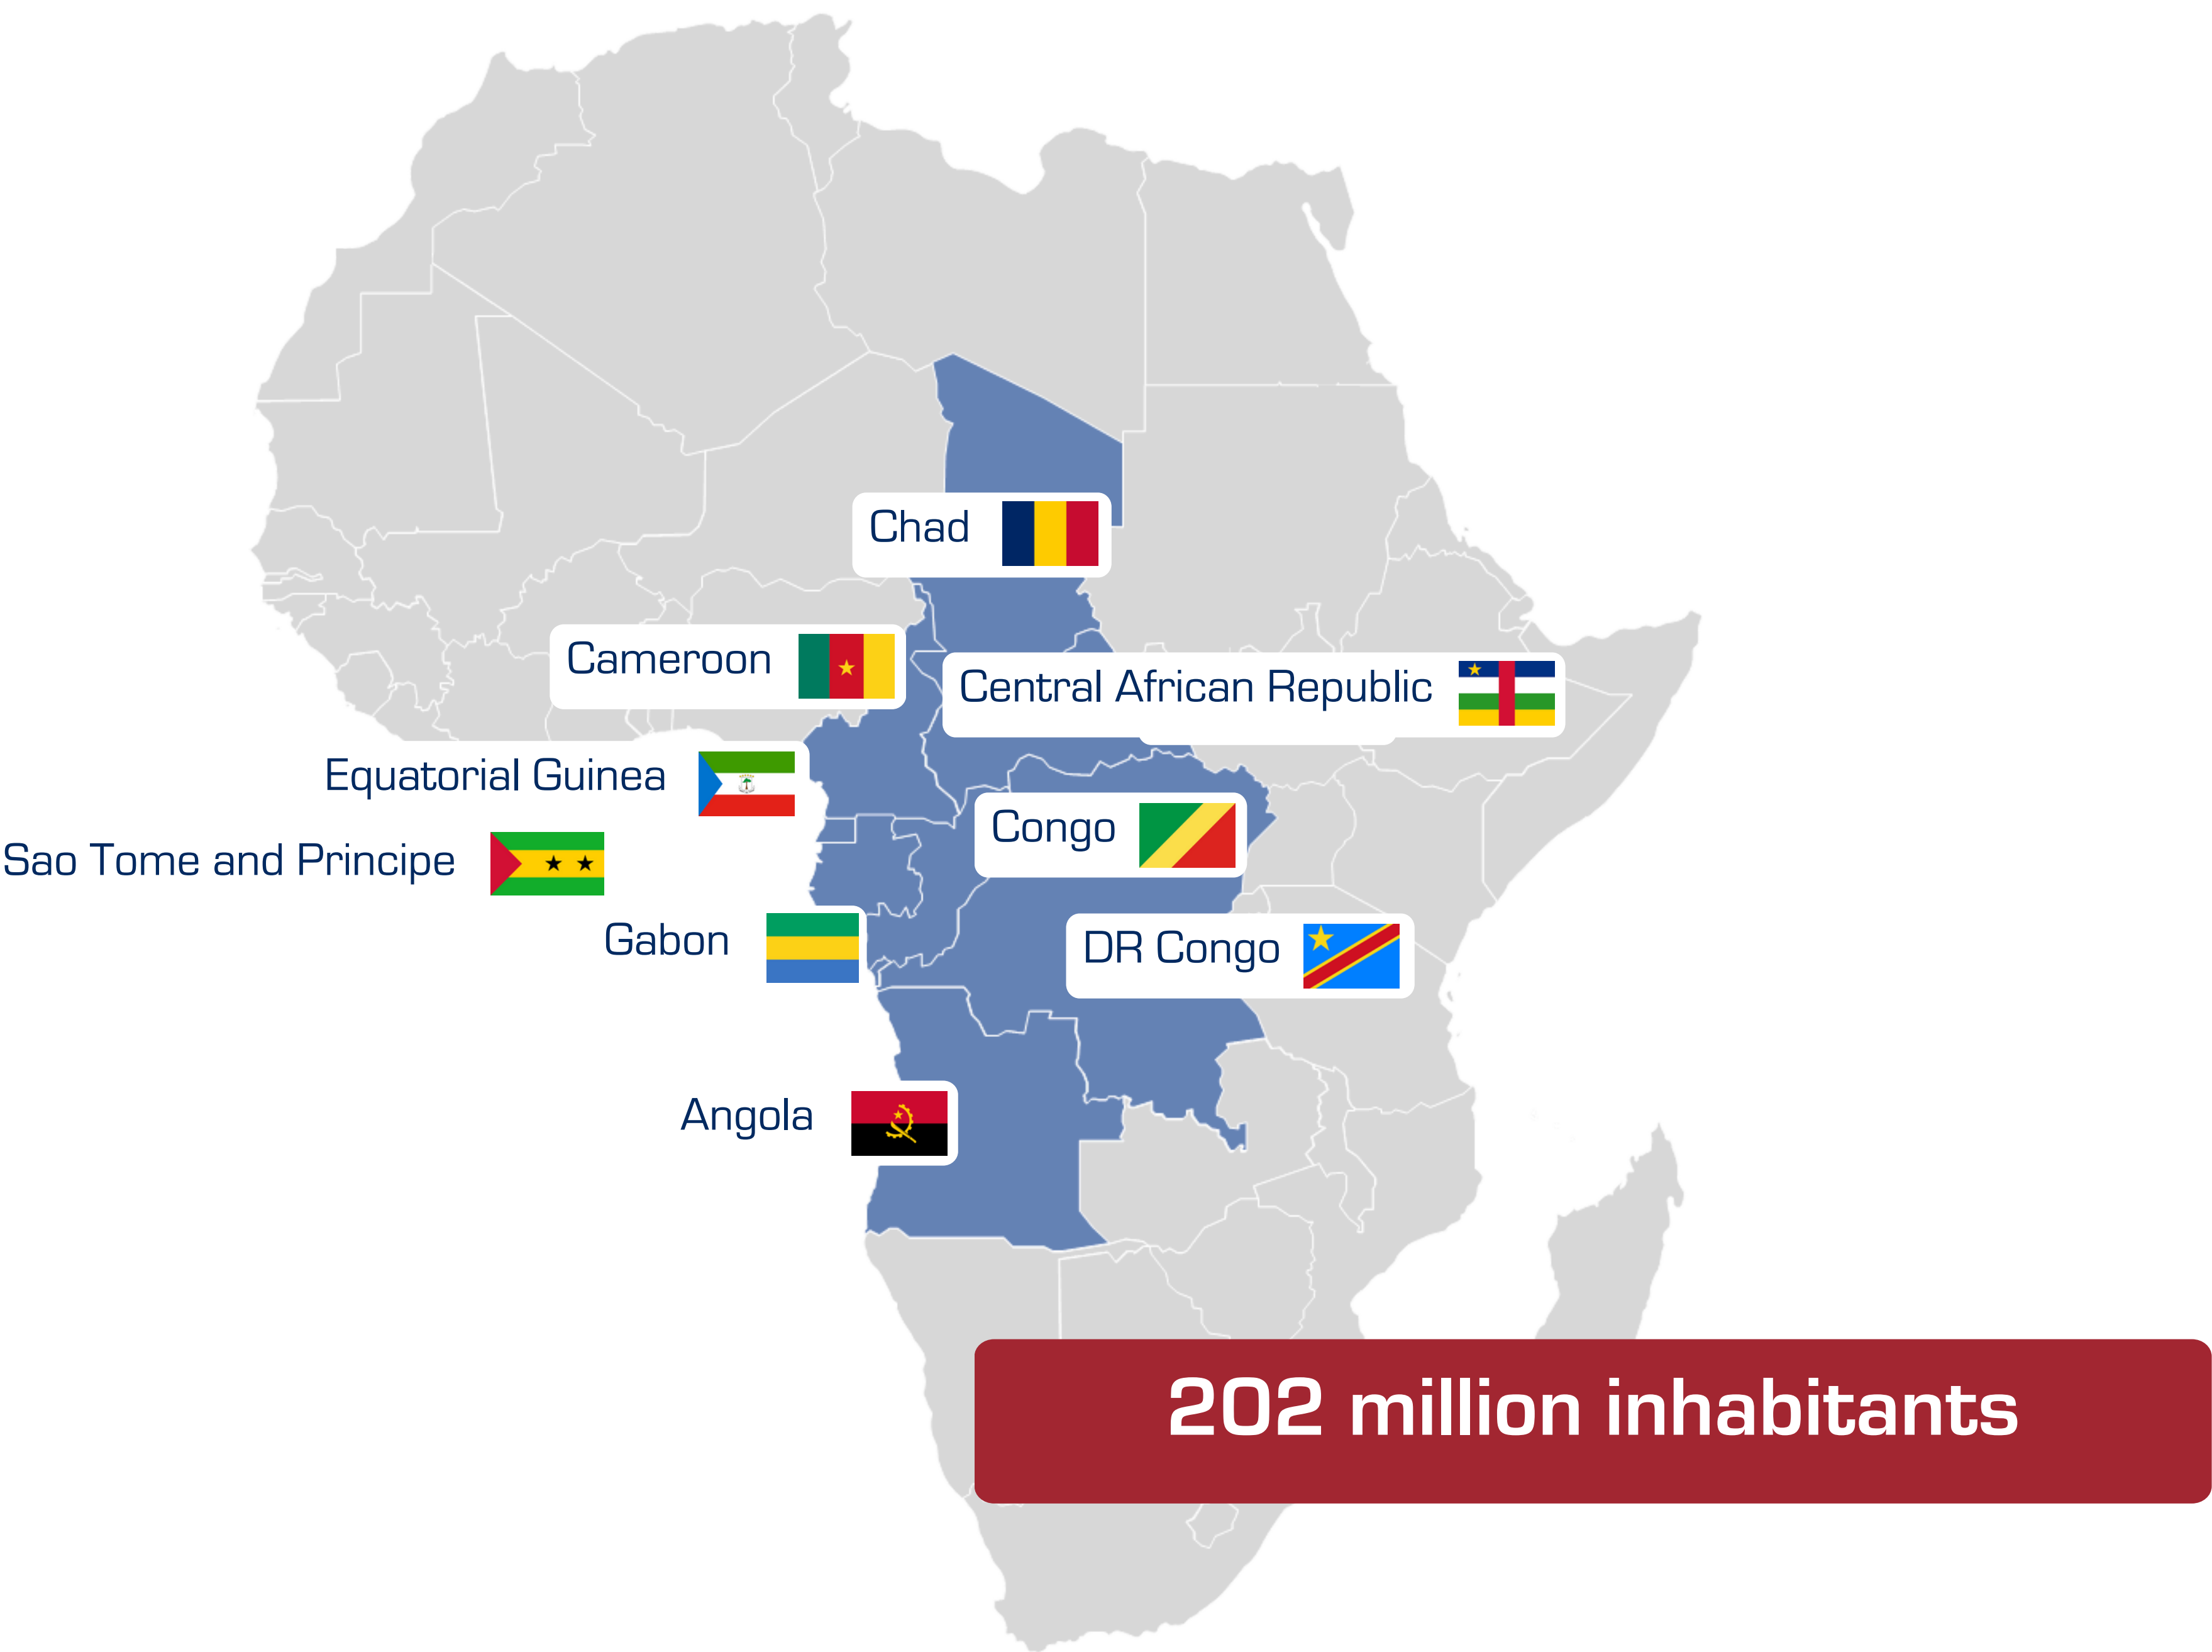 Chad
Cameroon
Central African Republic
Equatorial Guinea
Congo
Sao Tome and Principe
Gabon
DR Congo
Angola
202 million inhabitants